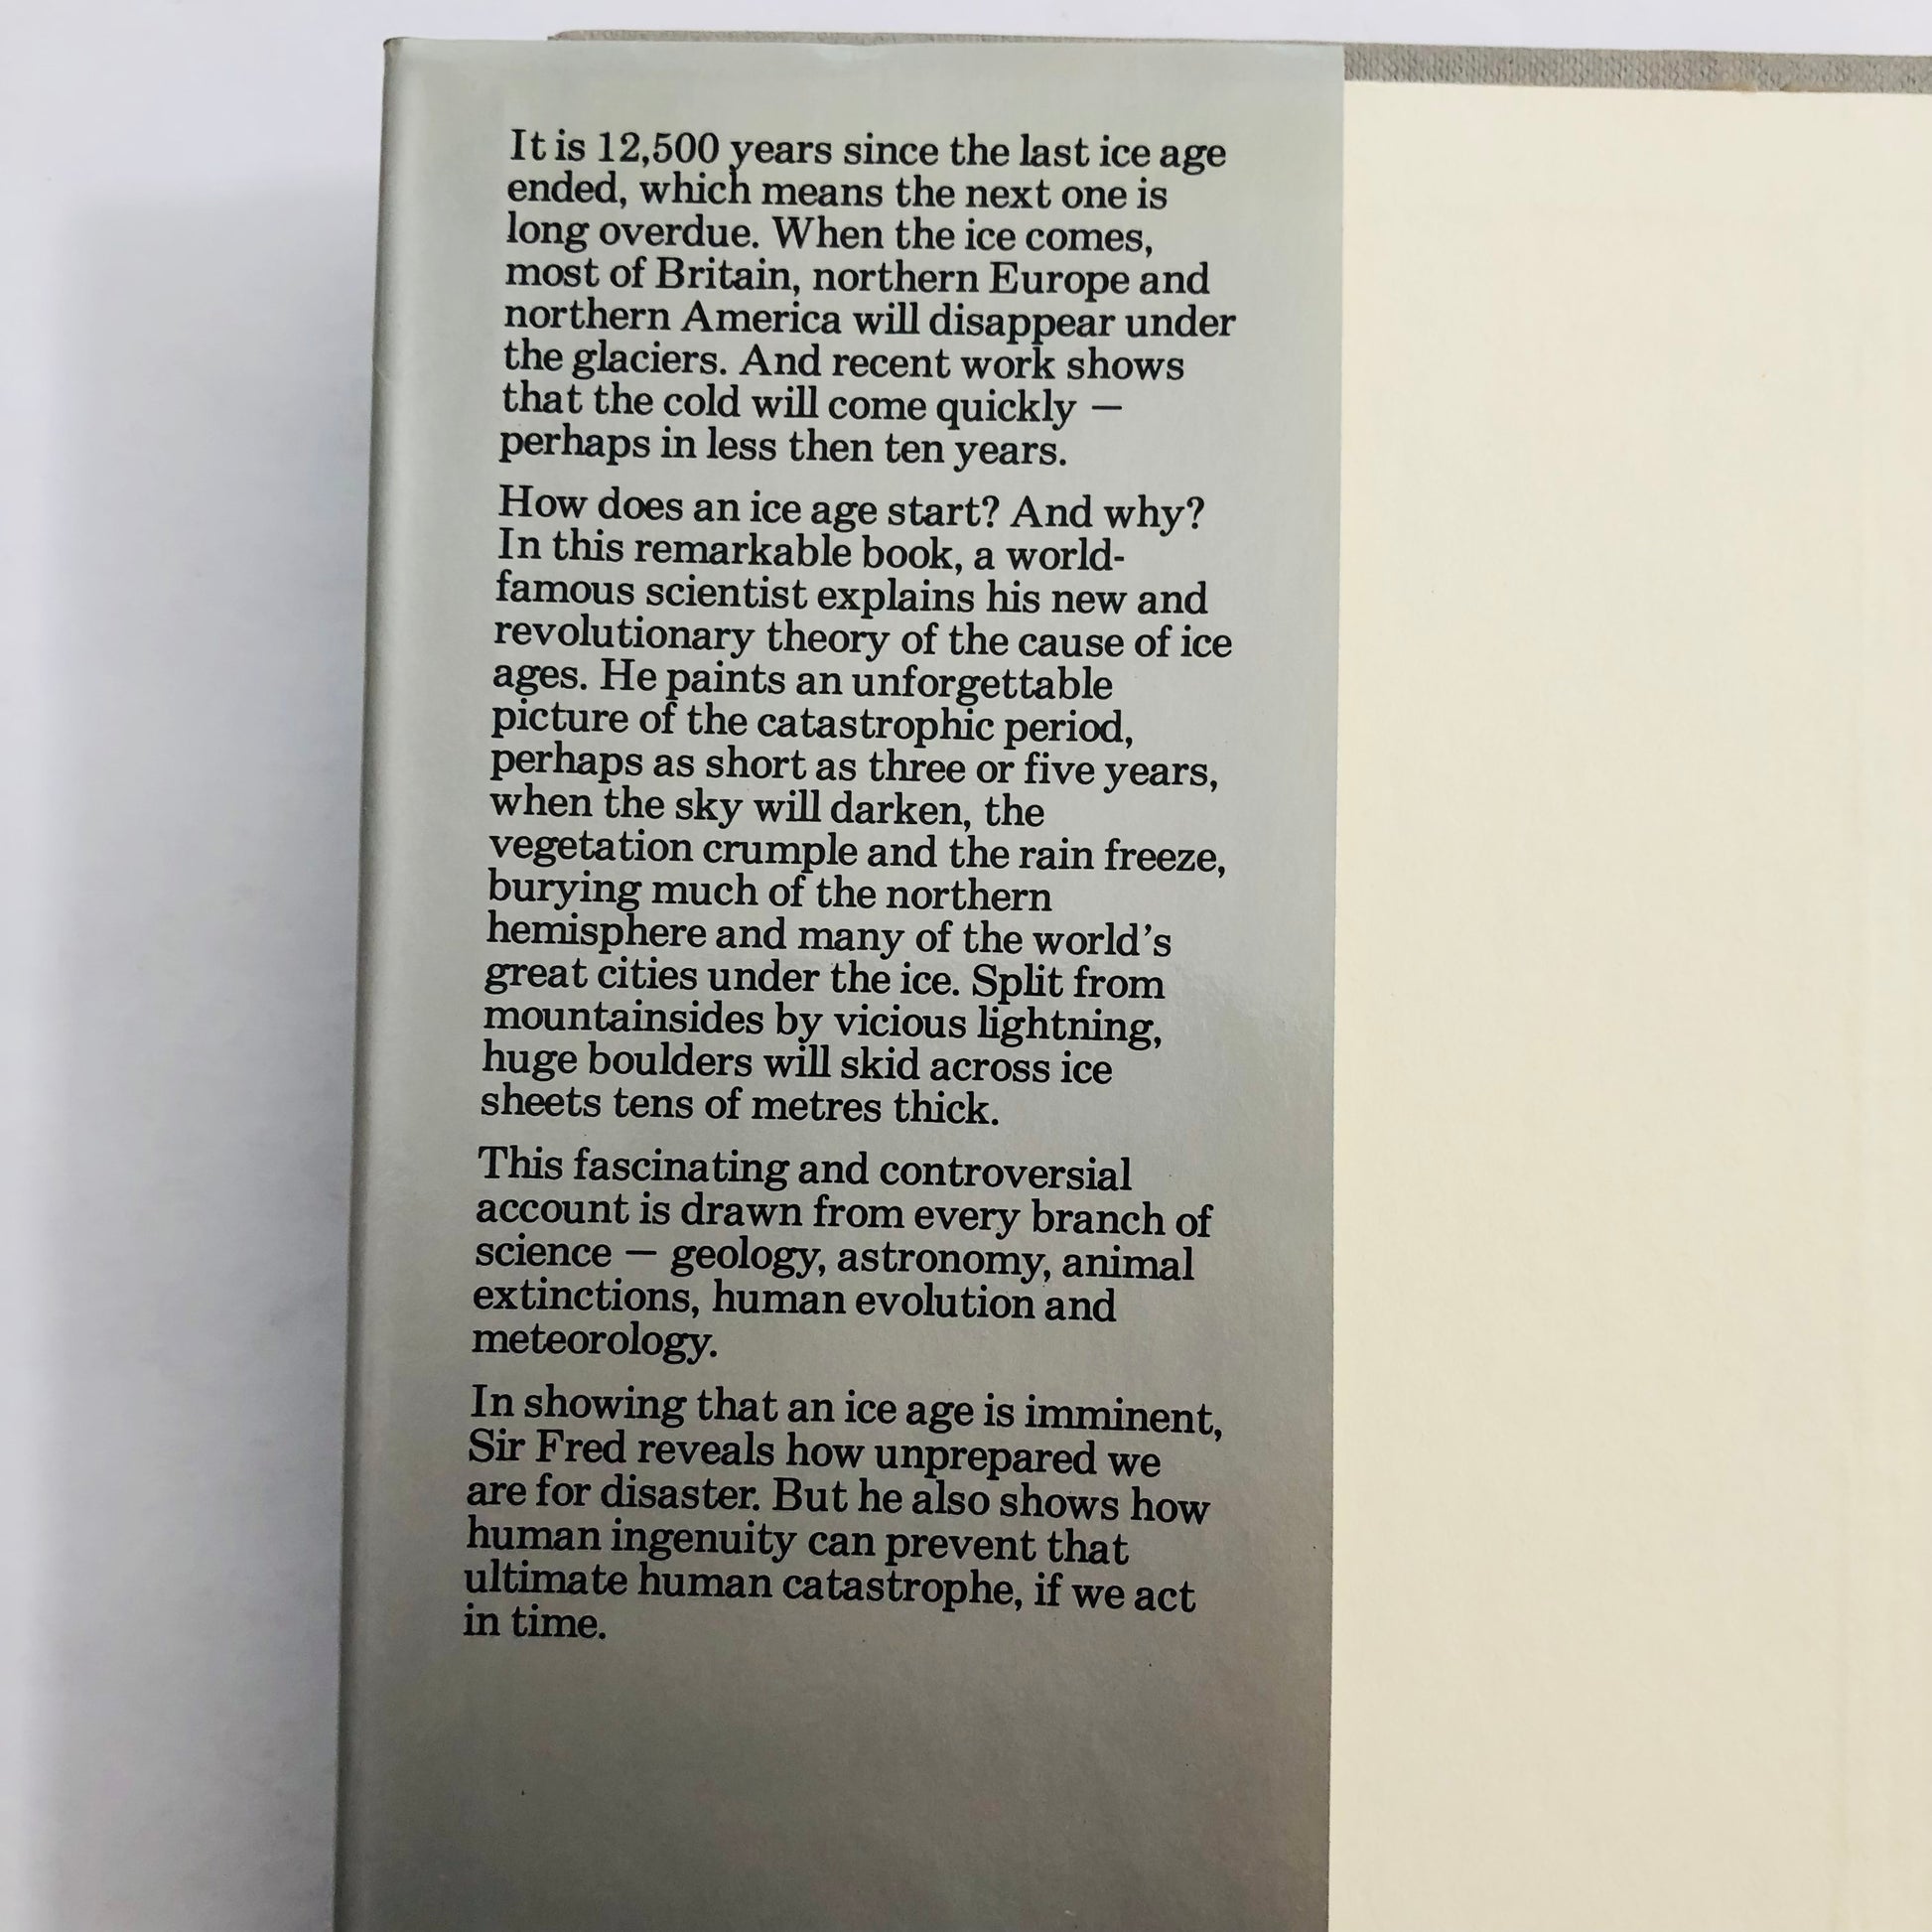 It is 12,500 years since the last ice age
ended, which means the next one is
long overdue. When the ice comes,
most of Britain, northern Europe and
northern America will disappear under
the glaciers. And recent work shows
that the cold will come quickly —
perhaps in less then ten years.
How does an ice age start? And why?
In this remarkable book, a world-
famous scientist explains his new and
revolutionary theory of the cause of ice
ages. He paints an unforgettable
picture of the catastrophic period,
perhaps as short as three or five years,
when the sky will darken, the
vegetation crumple and the rain freeze,
burying much of the northern
hemisphere and many of the world's
great cities under the ice. Split from
mountainsides by vicious lightning,
huge boulders will skid across ice
sheets tens of metres thick.
This fascinating and controversial
account is drawn from every branch of
science — geology, astronomy, animal
extinctions, human evolution and
meteorology.
In showing that an ice age is imminent,
Sir Fred reveals how unprepared we
are for disaster. But he also shows how
human ingenuity can prevent that
ultimate human catastrophe, if we act
in time.